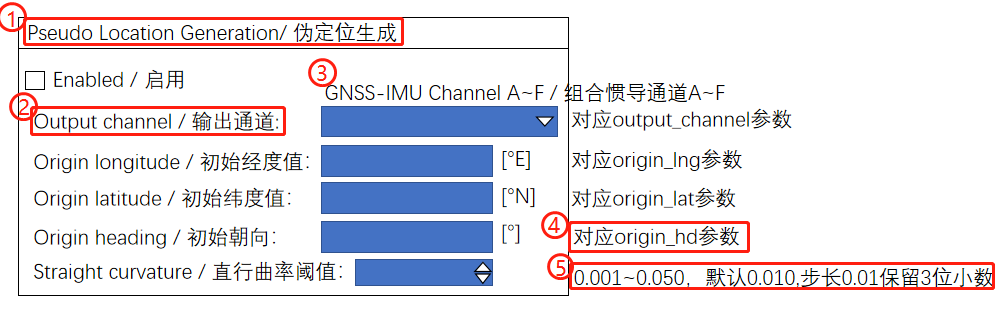 ①
Pseudo Location Generation/ 伪定位生成
Enabled / 启用
③
GNSS-IMU Channel A~F / 组合惯导通道A~F
②
Output channel / 输出通道:
对应output_channel参数
Origin longitude / 初始经度值:
[°E]
对应origin_lng参数
Origin latitude / 初始纬度值:
[°N]
对应origin_lat参数
Origin heading / 初始朝向:
[°]
④
对应origin_hd参数
Straight curvature / 直行曲率阈值:
⑤
0.001~0.050，默认0.010,步长0.01保留3位小数